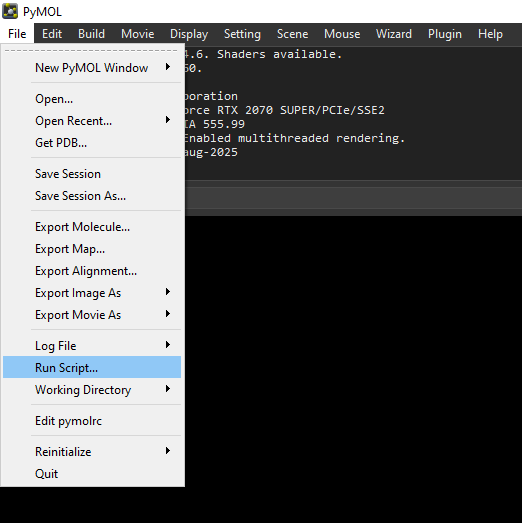 PyMOL
File Edit Build Movie Display Setting Scene Mouse Wizard Plugin Help
4.6. Shaders available.
60.
poration
orce RTX 2070 SUPER/PCIe/SSE2
IA 555.99
Enabled multithreaded rendering.
aug-2025
New PyMOL Window
Open...
Open Recent...
Get PDB...
Save Session
Save Session As...
Export Molecule...
Export Map...
Export Alignment...
Export Image As
Export Movie As
Log File
Run Script...
Working Directory
Edit pymolrc
Reinitialize
Quit